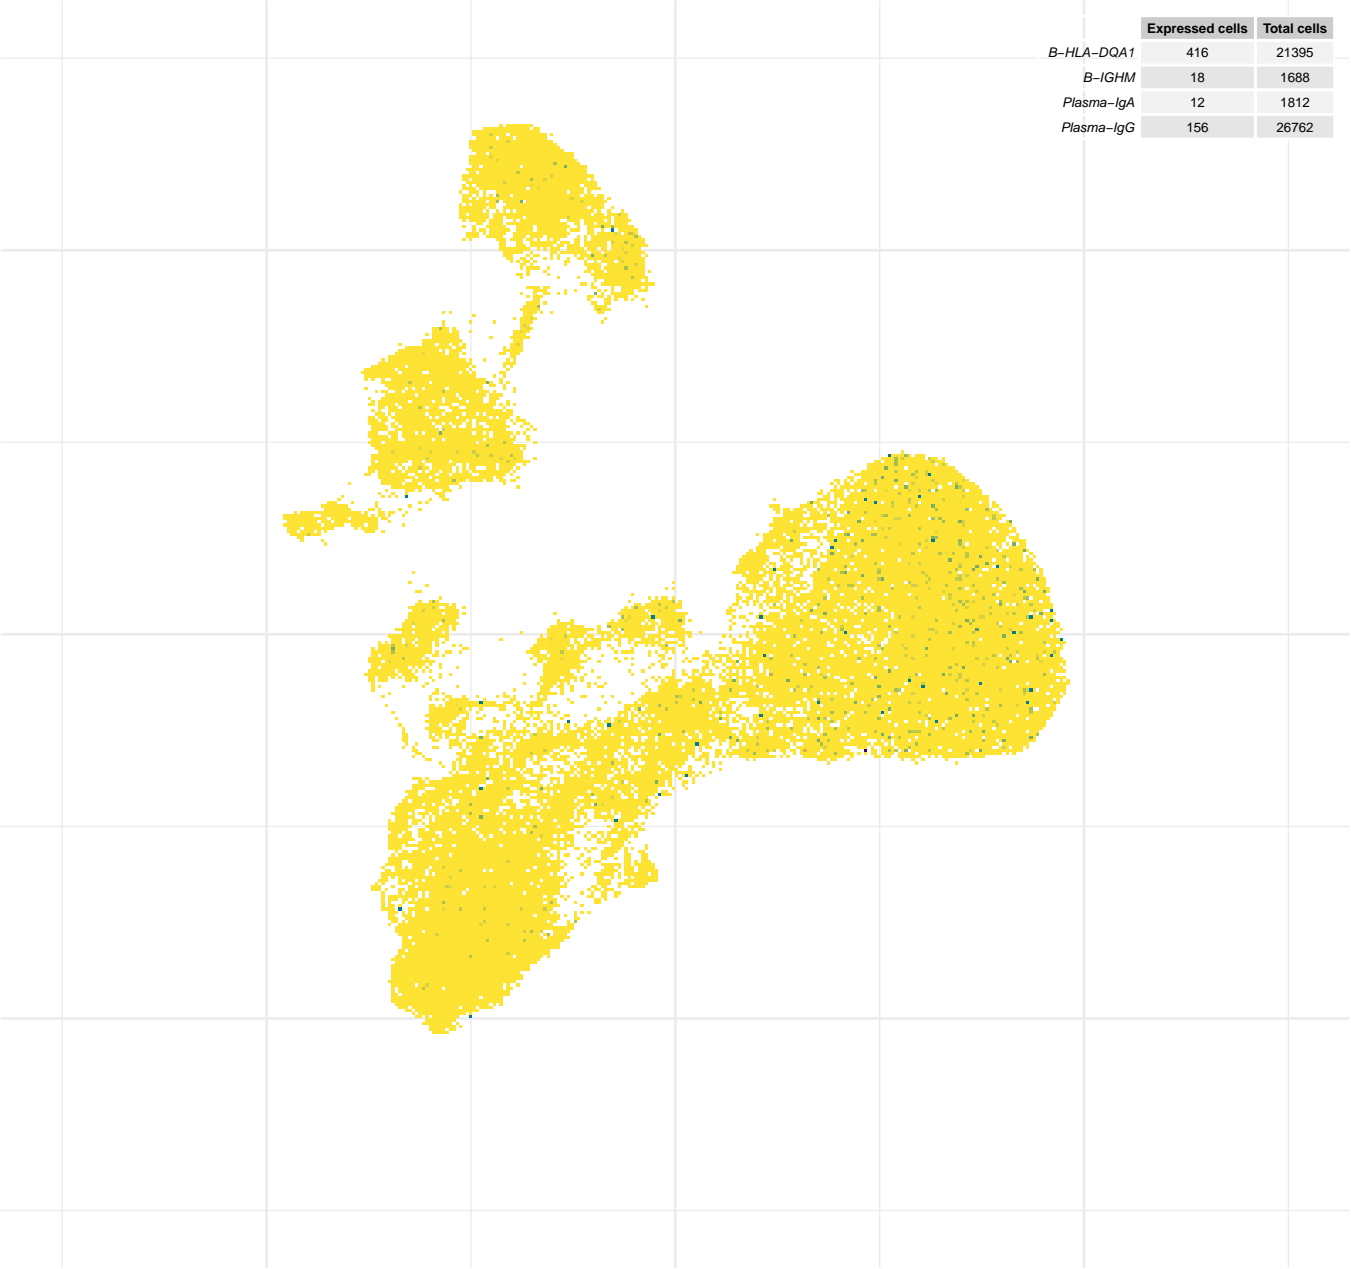 Expressed cells Total cells
B−HLA−DQA1 416 21395
B−IGHM 18 1688
Plasma−IgA 12 1812
Plasma−IgG 156 26762